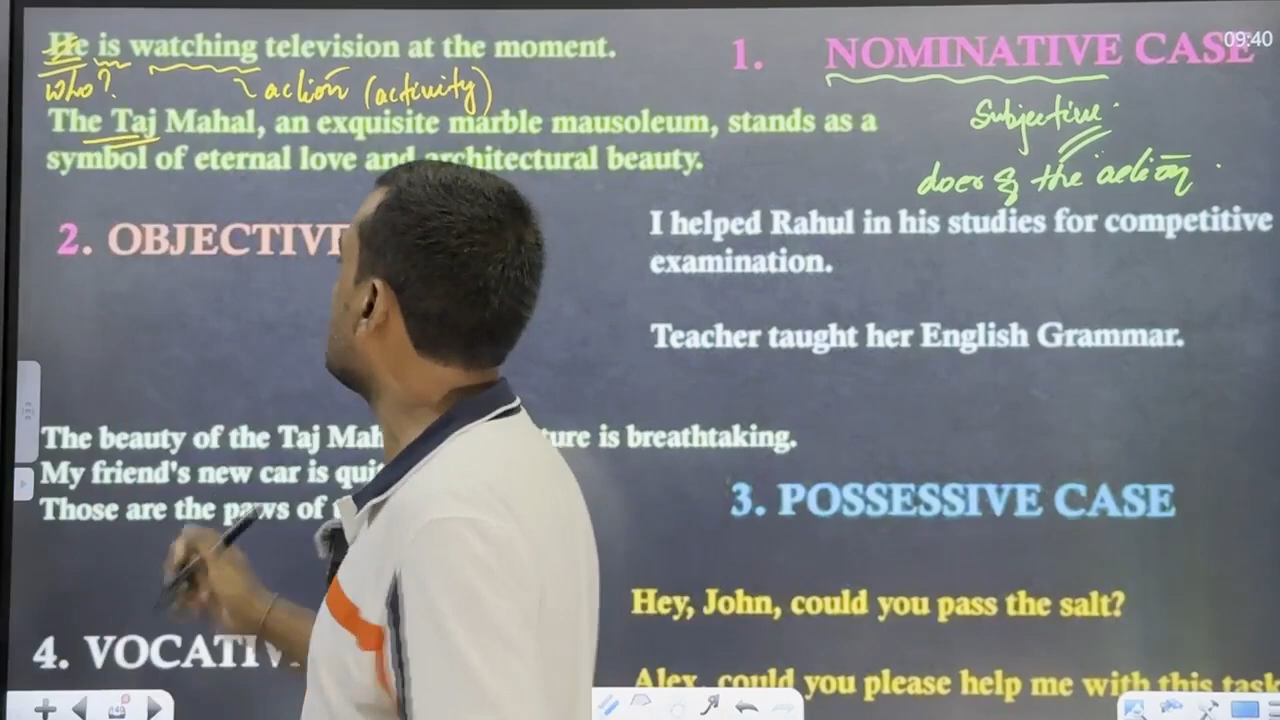 He is watching television at the moment.
1. NOMINATIVE CASE
09:40
who?
action (activity)
Subjective
doer of the action
The Taj Mahal, an exquisite marble mausoleum, stands as a
symbol of eternal love and architectural beauty.
2. OBJECTIVE
I helped Rahul in his studies for competitive
examination.
Teacher taught her English Grammar.
The beauty of the Taj Mah ture is breathtaking.
My friend's new car is qui
Those are the paws of
3. POSSESSIVE CASE
Hey, John, could you pass the salt?
4. VOCATIV
Alex, could you please help me with this task